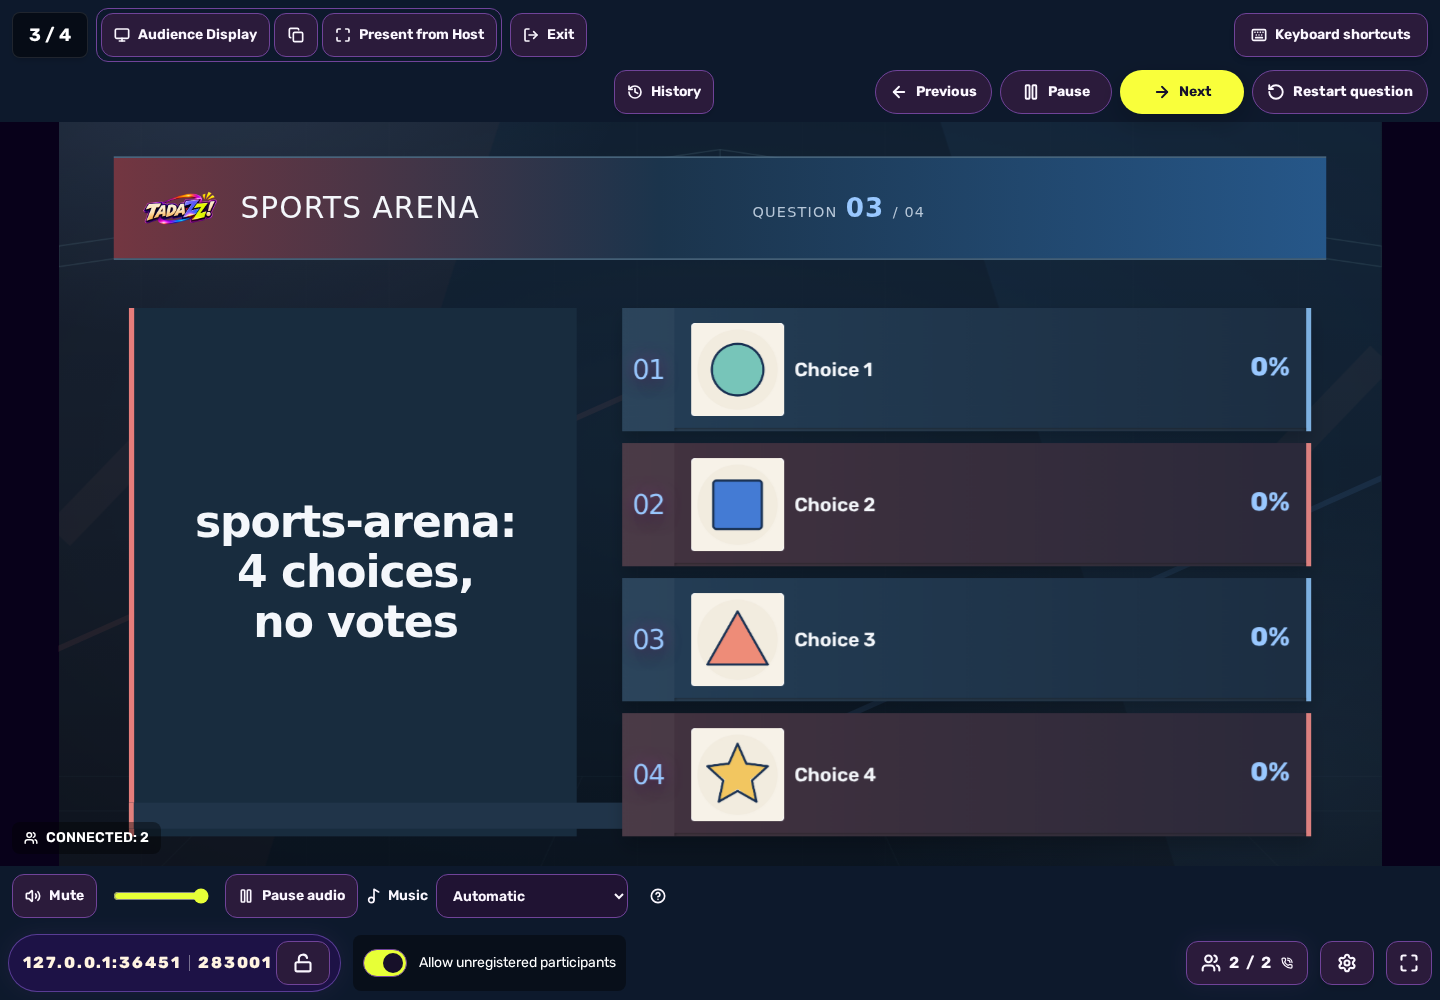 3 / 4
Audience Display
Present from Host
Exit
Keyboard shortcuts
History
Previous
Pause
Next
Restart question
TADAZZ!
SPORTS ARENA
QUESTION 03 / 04
sports-arena:
4 choices,
no votes
01
Choice 1
0%
02
Choice 2
0%
03
Choice 3
0%
04
Choice 4
0%
CONNECTED: 2
Mute
Pause audio
Music
Automatic
127.0.0.1:36451
283001
Allow unregistered participants
2 / 2